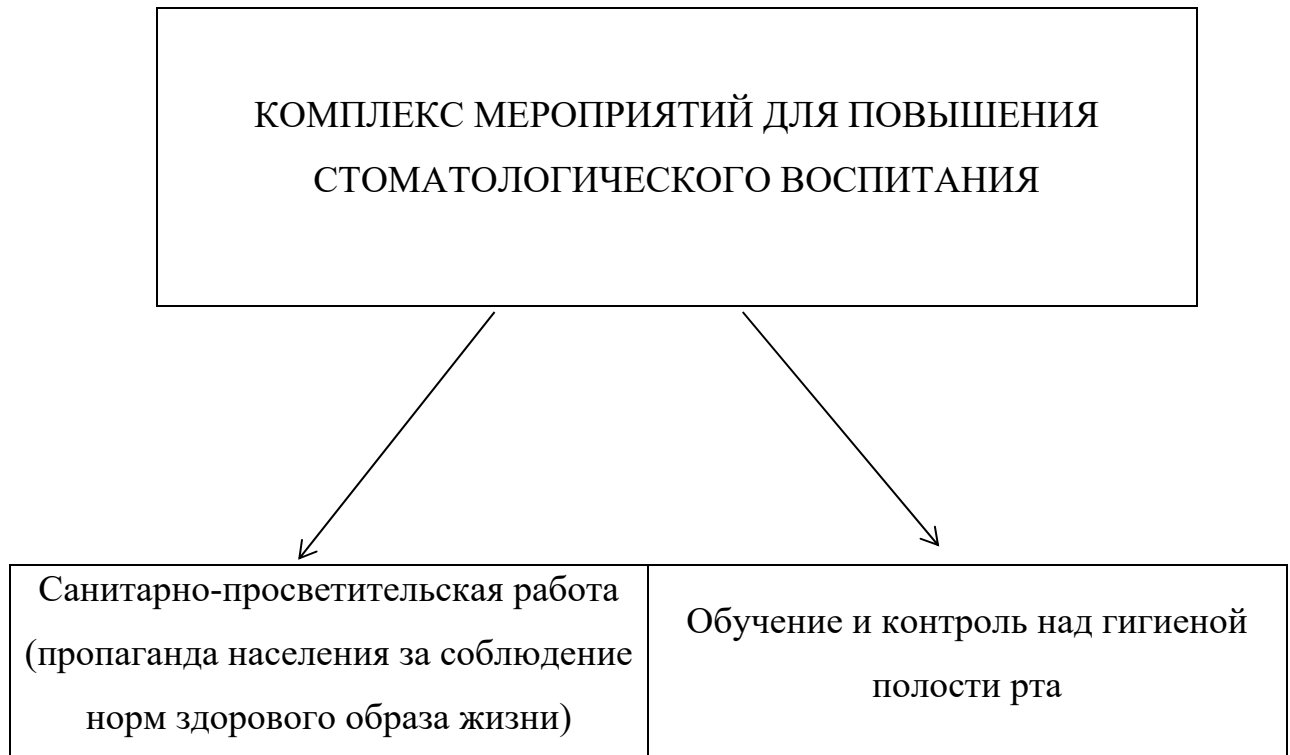 КОМПЛЕКС МЕРОПРИЯТИЙ ДЛЯ ПОВЫШЕНИЯ
СТОМАТОЛОГИЧЕСКОГО ВОСПИТАНИЯ
Санитарно-просветительская работа
(пропаганда населения за соблюдение
норм здорового образа жизни)
Обучение и контроль над гигиеной
полости рта